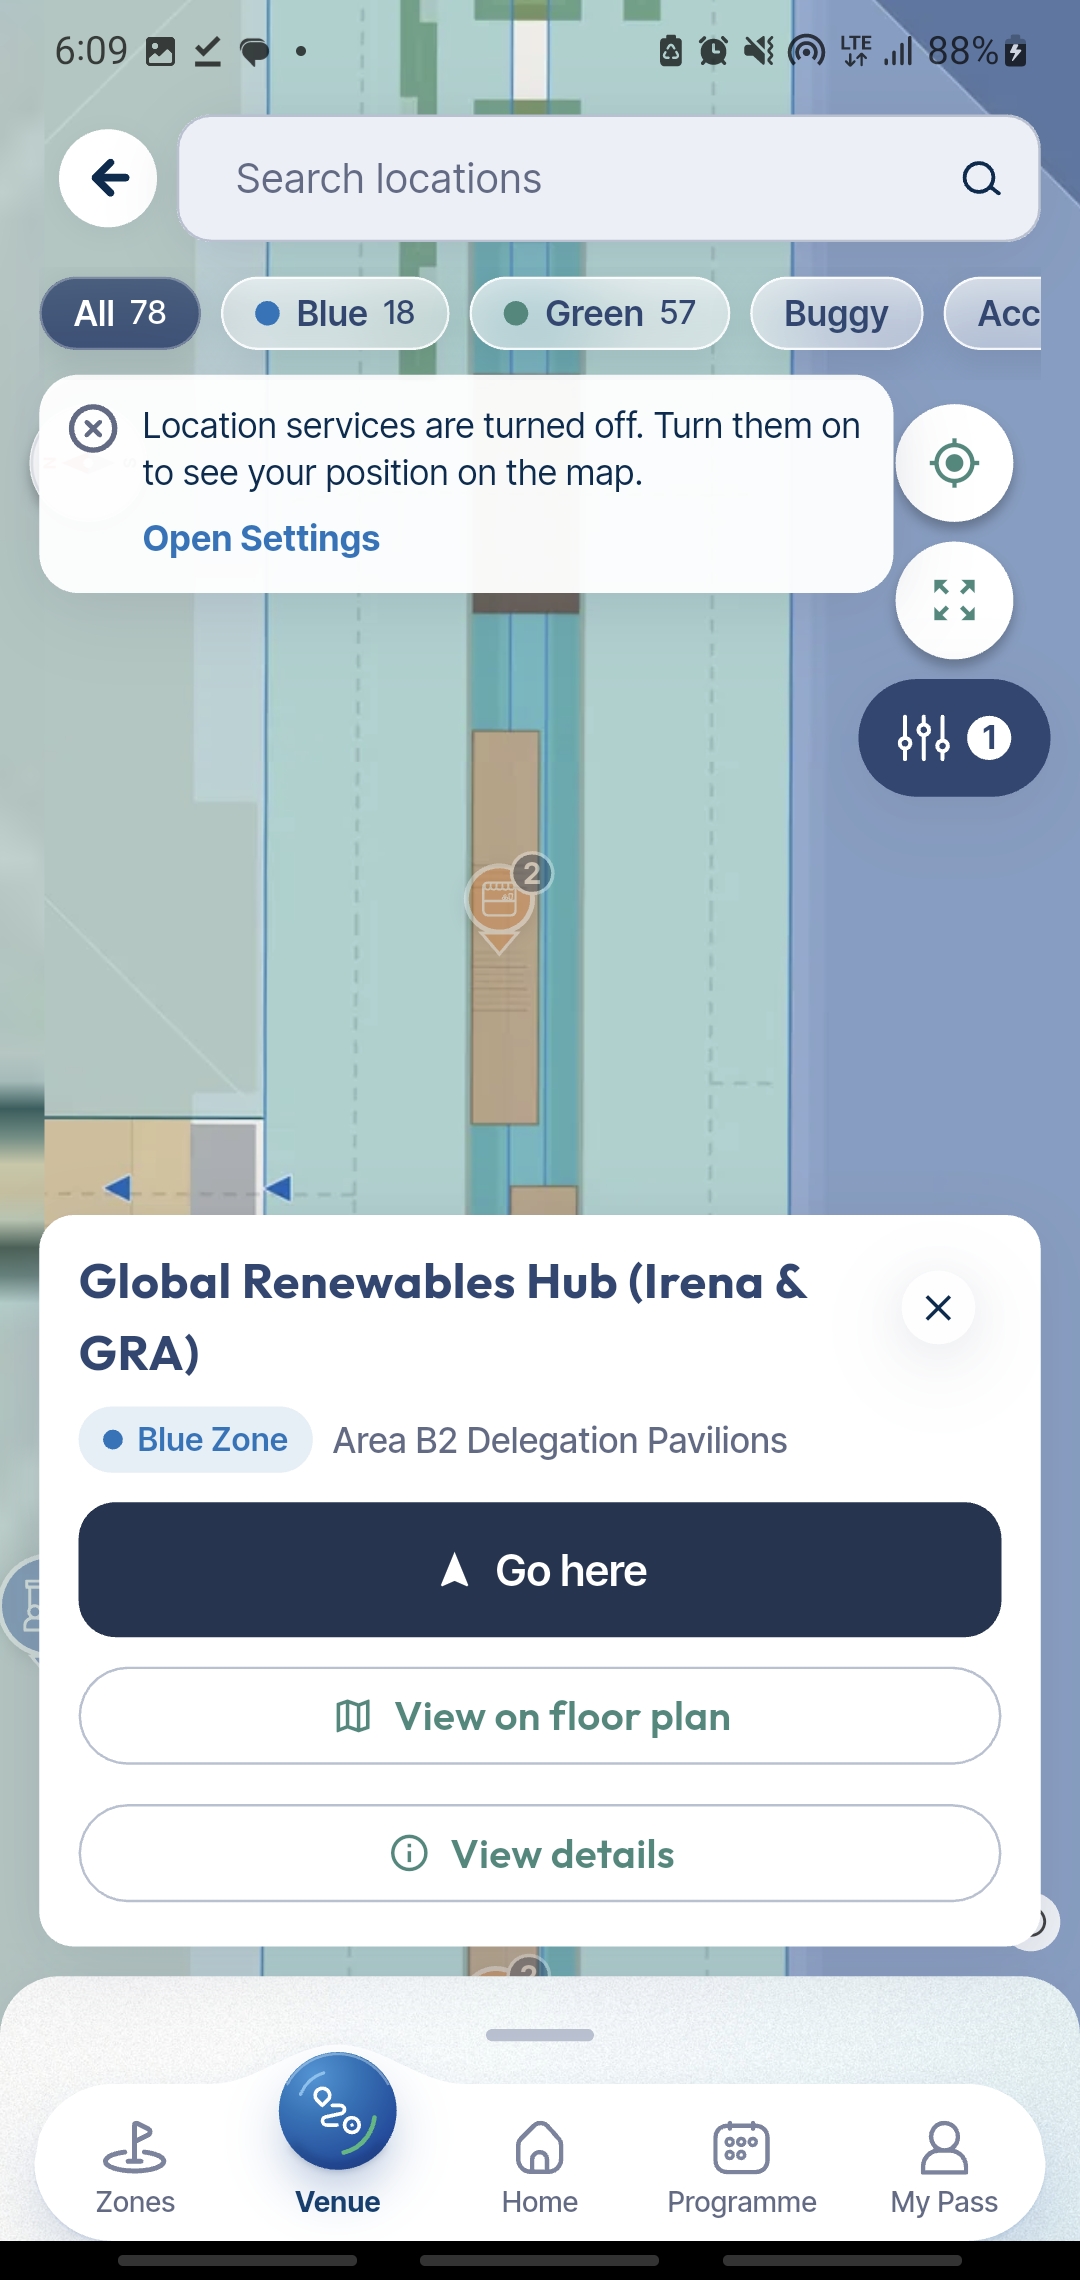 6:09
LTE 88%
Search locations
All 78
Blue 18
Green 57
Buggy
Acc
Location services are turned off. Turn them on
to see your position on the map.
Open Settings
1
2
Global Renewables Hub (Irena &
GRA)
Blue Zone
Area B2 Delegation Pavilions
Go here
View on floor plan
View details
2
Zones
Venue
Home
Programme
My Pass